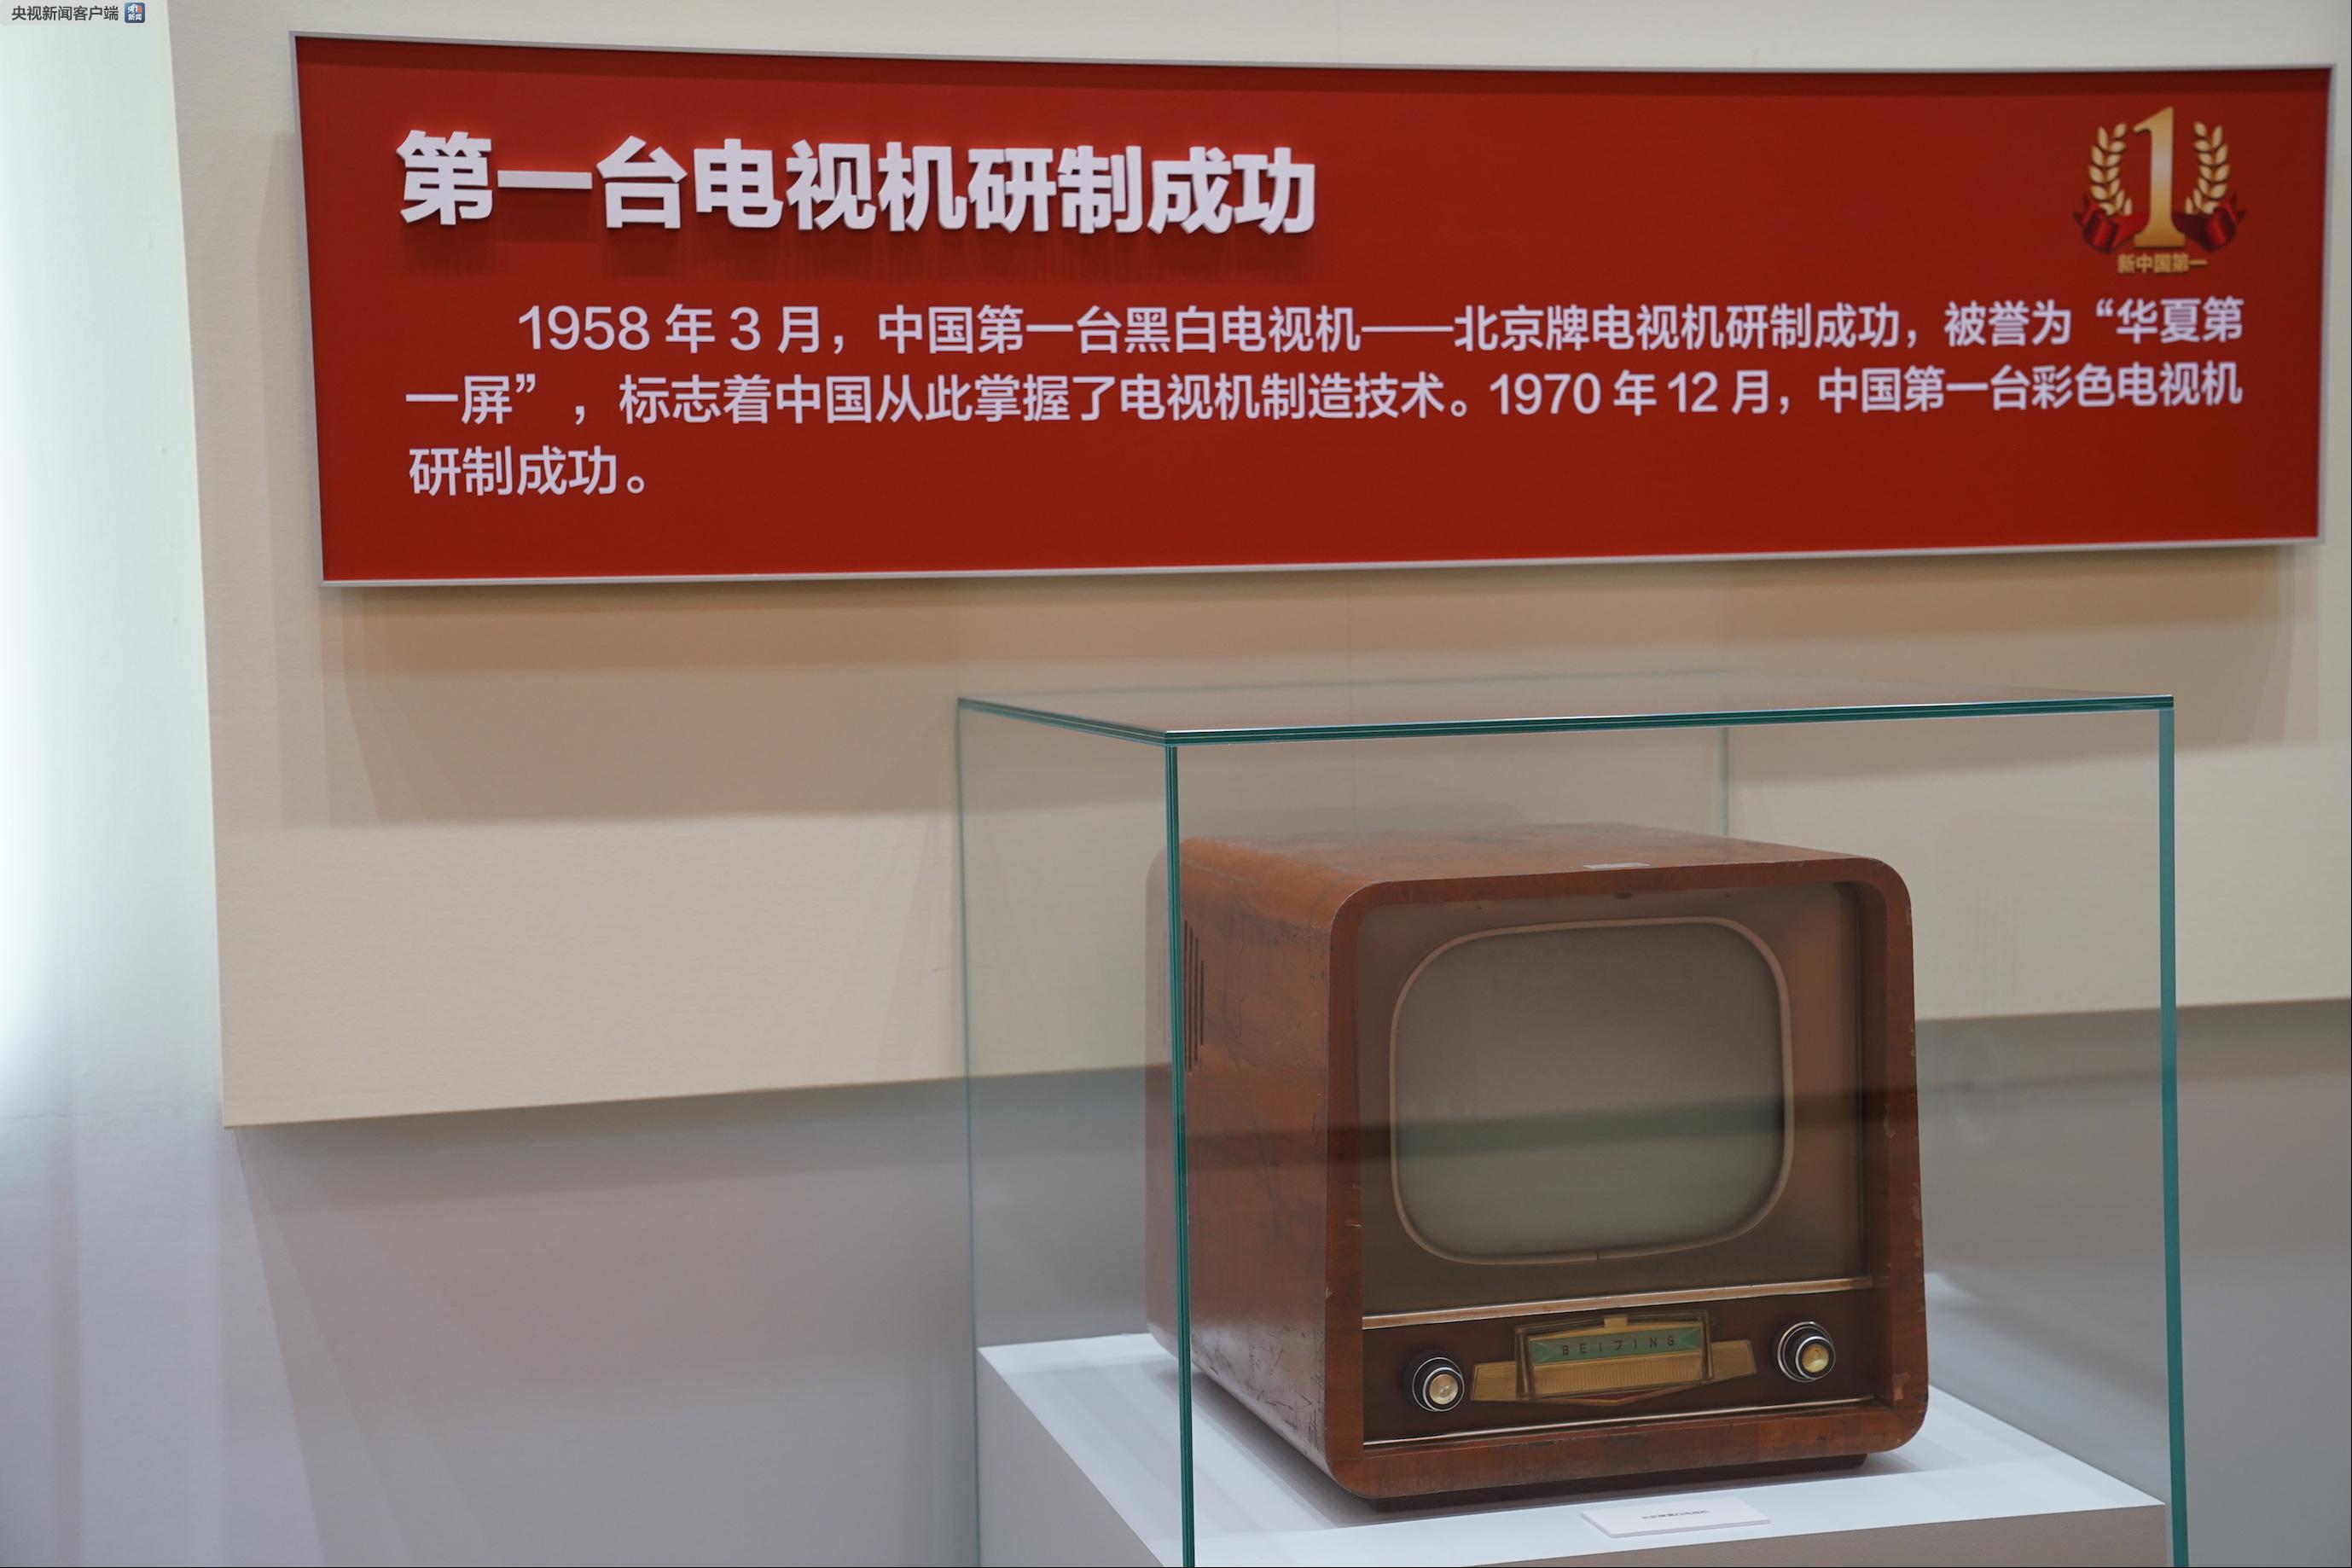 央视新闻客户端
央视
新闻
第一台电视机研制成功
1
新中国第一
1958 年 3 月，中国第一台黑白电视机——北京牌电视机研制成功，被誉为“华夏第
一屏”，标志着中国从此掌握了电视机制造技术。1970 年 12 月，中国第一台彩色电视机
研制成功。
BEIJING